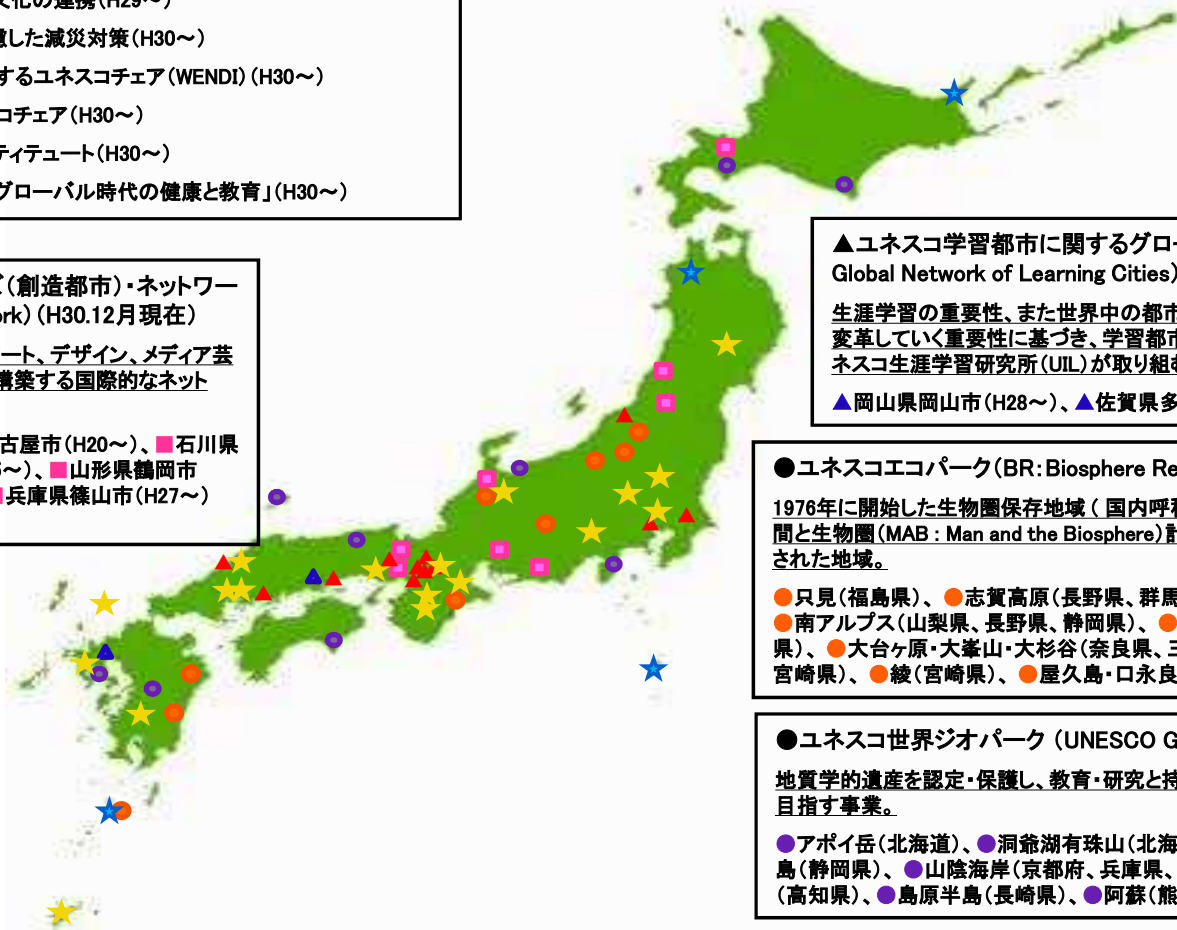 文化の連携(H29～)
慮した減災対策(H30～)
するユネスコチェア(WENDI)(H30～)
コチェア(H30～)
ティテュート(H30～)
グローバル時代の健康と教育」(H30～)
(創造都市)・ネットワー
ork)(H30.12月現在)
ート、デザイン、メディア芸
構築する国際的なネット
古屋市(H20～)、■石川県
～)、■山形県鶴岡市
兵庫県篠山市(H27～)
▲ユネスコ学習都市に関するグロー
Global Network of Learning Cities)
生涯学習の重要性、また世界中の都市
変革していく重要性に基づき、学習都市
ネスコ生涯学習研究所(UIL)が取り組む
▲岡山県岡山市(H28～)、▲佐賀県多
●ユネスコエコパーク(BR:Biosphere Re
1976年に開始した生物圏保存地域( 国内呼称
間と生物圏(MAB : Man and the Biosphere)計
された地域。
●只見(福島県)、●志賀高原(長野県、群馬
●南アルプス(山梨県、長野県、静岡県)、●
県)、●大台ヶ原・大峯山・大杉谷(奈良県、三
宮崎県)、●綾(宮崎県)、●屋久島・口永良
●ユネスコ世界ジオパーク (UNESCO G
地質学的遺産を認定・保護し、教育・研究と持
目指す事業。
●アポイ岳(北海道)、●洞爺湖有珠山(北海
島(静岡県)、●山陰海岸(京都府、兵庫県、
(高知県)、●島原半島(長崎県)、●阿蘇(熊